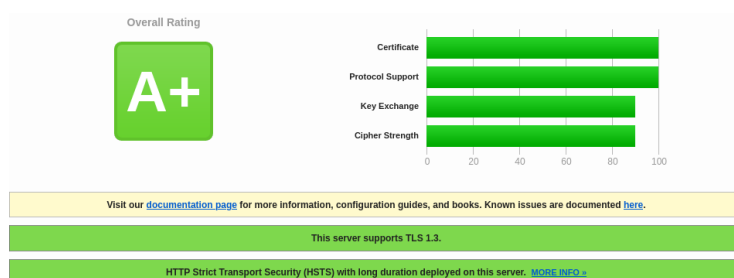 Overall Rating
A+
Certificate
Protocol Support
Key Exchange
Cipher Strength
0 20 40 60 80 100
Visit our documentation page for more information, configuration guides, and books. Known issues are documented here.
This server supports TLS 1.3.
HTTP Strict Transport Security (HSTS) with long duration deployed on this server. MORE INFO »